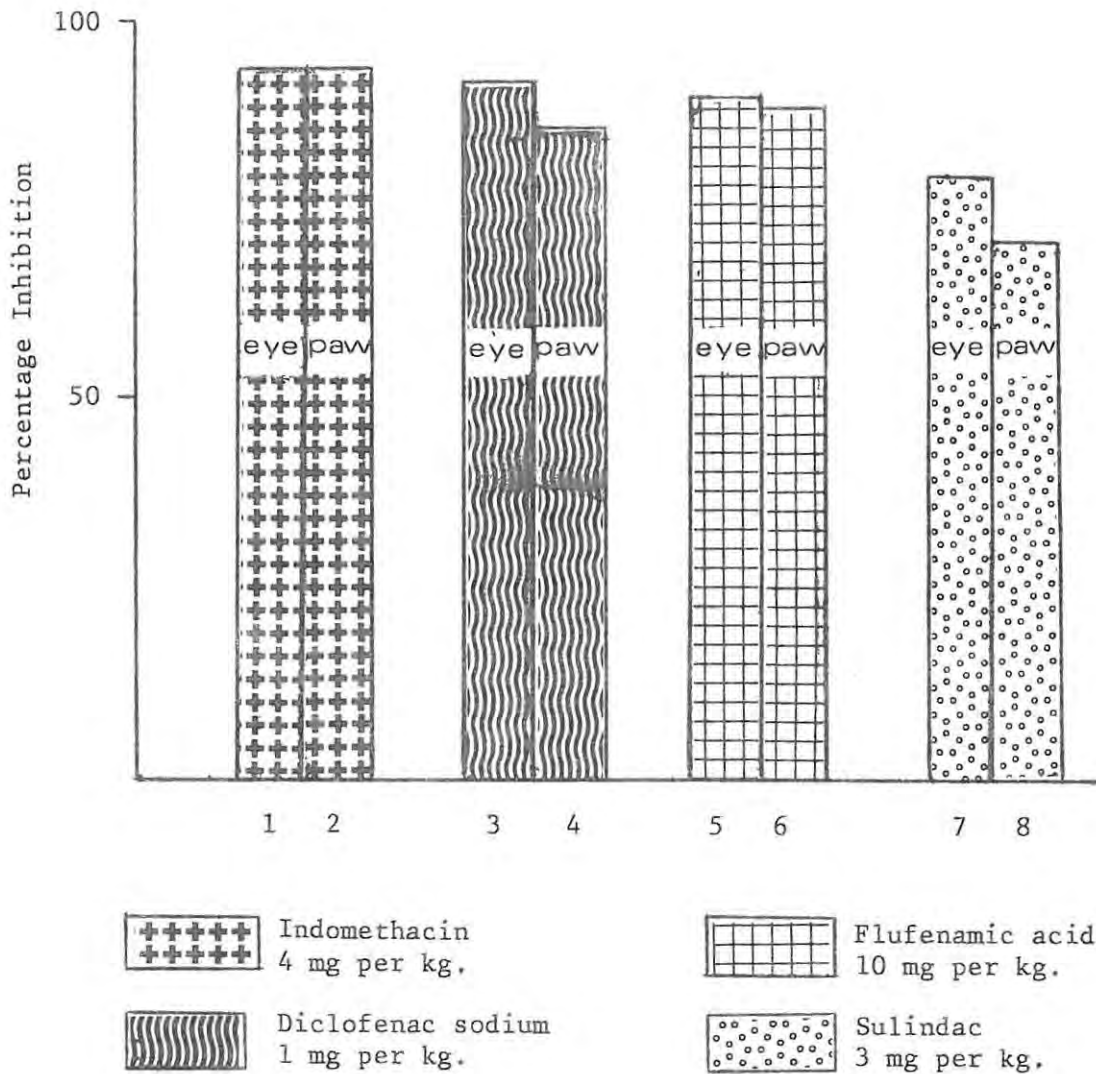 100
Percentage Inhibition
50
eye paw
eye paw
eye paw
eye paw
1 2 3 4 5 6 7 8
Indomethacin
4 mg per kg.
Diclofenac sodium
1 mg per kg.
Flufenamic acid
10 mg per kg.
Sulindac
3 mg per kg.